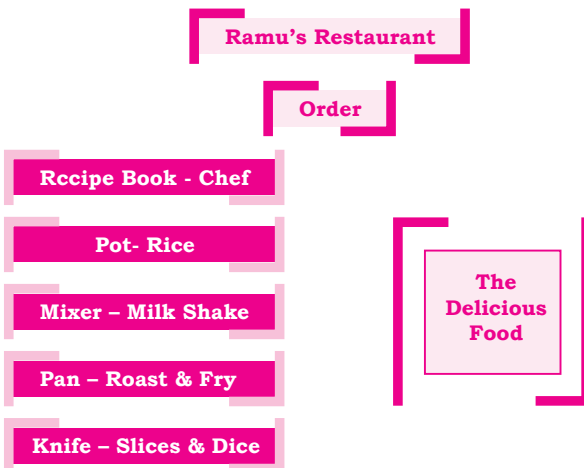 Ramu’s Restaurant
Order
Rccipe Book - Chef
Pot- Rice
Mixer – Milk Shake
Pan – Roast & Fry
Knife – Slices & Dice
The
Delicious
Food